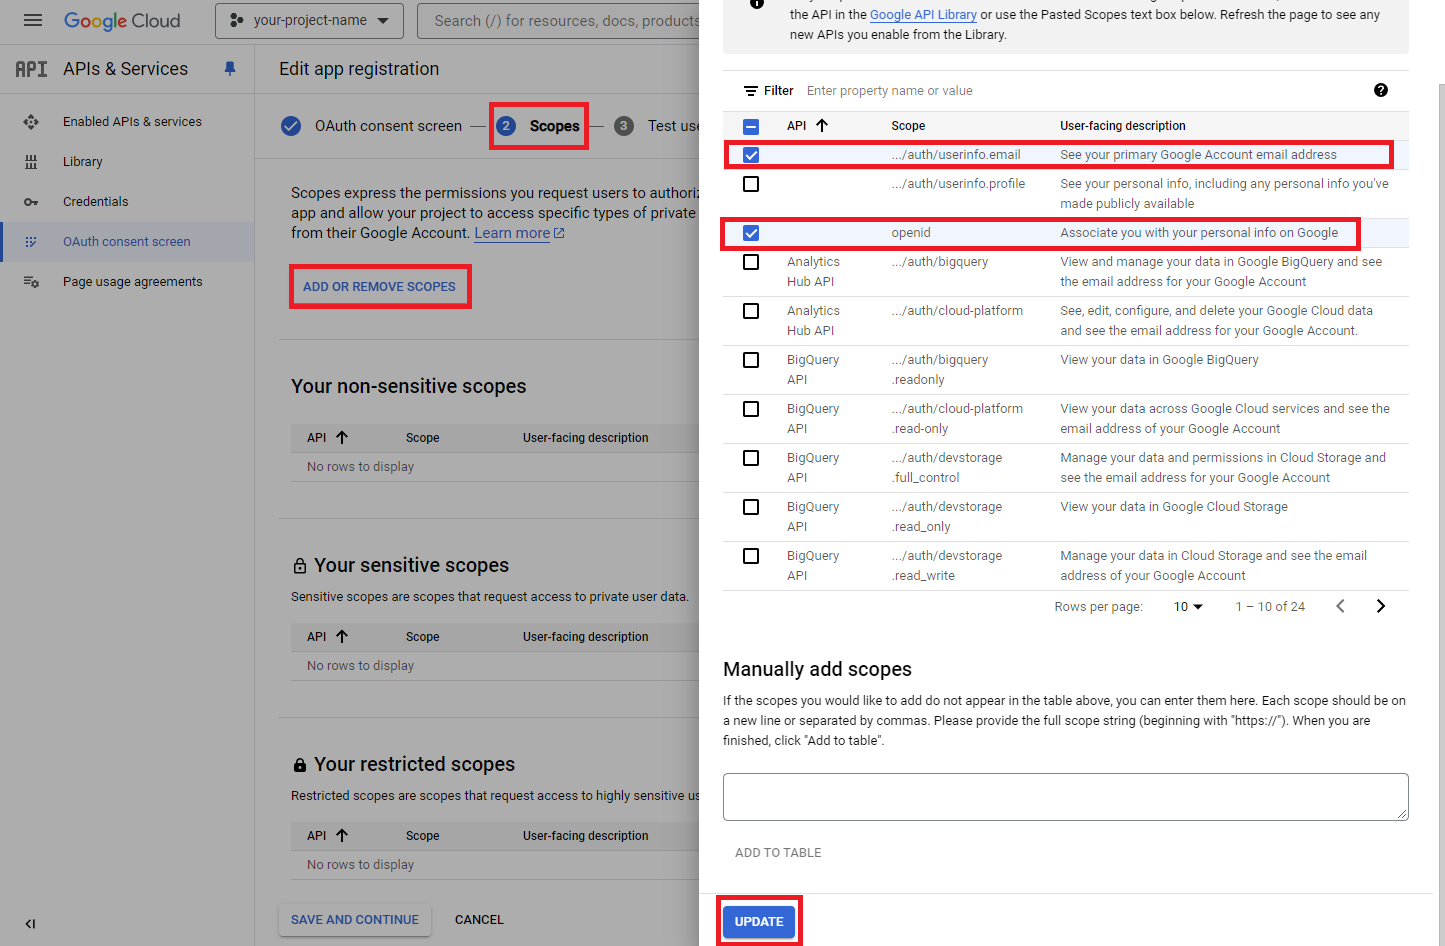 Google Cloud
your-project-name
Search (/) for resources, docs, products
API APIs & Services
Enabled APIs & services
Library
Credentials
OAuth consent screen
Page usage agreements
Edit app registration
OAuth consent screen
2 Scopes
3 Test use
Scopes express the permissions you request users to authoriz
app and allow your project to access specific types of private
from their Google Account. Learn more
ADD OR REMOVE SCOPES
Your non-sensitive scopes
API Scope User-facing description
No rows to display
Your sensitive scopes
Sensitive scopes are scopes that request access to private user data.
API Scope User-facing description
No rows to display
Your restricted scopes
Restricted scopes are scopes that request access to highly sensitive us
API Scope User-facing description
No rows to display
SAVE AND CONTINUE CANCEL
the API in the Google API Library or use the Pasted Scopes text box below. Refresh the page to see any
new APIs you enable from the Library.
Filter Enter property name or value
API Scope User-facing description
.../auth/userinfo.email See your primary Google Account email address
.../auth/userinfo.profile See your personal info, including any personal info you've
made publicly available
openid Associate you with your personal info on Google
Analytics .../auth/bigquery View and manage your data in Google BigQuery and see
Hub API the email address for your Google Account
Analytics .../auth/cloud-platform See, edit, configure, and delete your Google Cloud data
Hub API and see the email address for your Google Account.
BigQuery .../auth/bigquery View your data in Google BigQuery
API .readonly
BigQuery .../auth/cloud-platform View your data across Google Cloud services and see the
API .read-only email address of your Google Account
BigQuery .../auth/devstorage Manage your data and permissions in Cloud Storage and
API .full_control see the email address for your Google Account
BigQuery .../auth/devstorage View your data in Google Cloud Storage
API .read_only
BigQuery .../auth/devstorage Manage your data in Cloud Storage and see the email
API .read_write address of your Google Account
Rows per page: 10 1 – 10 of 24
Manually add scopes
If the scopes you would like to add do not appear in the table above, you can enter them here. Each scope should be on
a new line or separated by commas. Please provide the full scope string (beginning with "https://"). When you are
finished, click "Add to table".
ADD TO TABLE
UPDATE